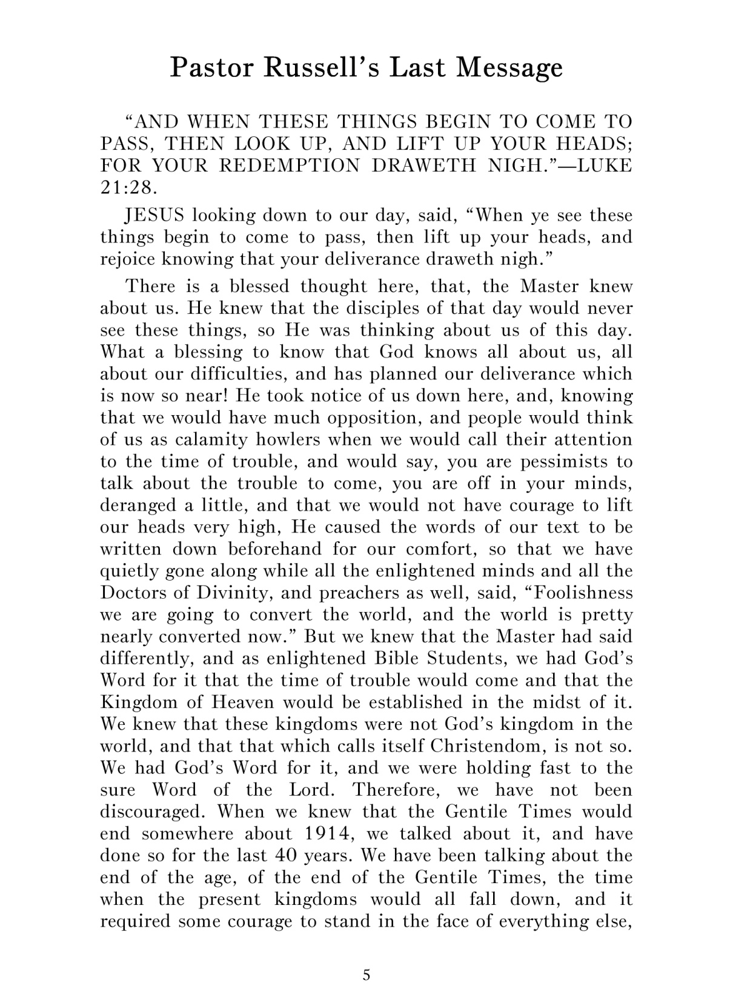 Pastor Russell’s Last Message
“AND WHEN THESE THINGS BEGIN TO COME TO
PASS, THEN LOOK UP, AND LIFT UP YOUR HEADS;
FOR YOUR REDEMPTION DRAWETH NIGH.”—LUKE
21:28.
JESUS looking down to our day, said, “When ye see these
things begin to come to pass, then lift up your heads, and
rejoice knowing that your deliverance draweth nigh.”
There is a blessed thought here, that, the Master knew
about us. He knew that the disciples of that day would never
see these things, so He was thinking about us of this day.
What a blessing to know that God knows all about us, all
about our difficulties, and has planned our deliverance which
is now so near! He took notice of us down here, and, knowing
that we would have much opposition, and people would think
of us as calamity howlers when we would call their attention
to the time of trouble, and would say, you are pessimists to
talk about the trouble to come, you are off in your minds,
deranged a little, and that we would not have courage to lift
our heads very high, He caused the words of our text to be
written down beforehand for our comfort, so that we have
quietly gone along while all the enlightened minds and all the
Doctors of Divinity, and preachers as well, said, “Foolishness
we are going to convert the world, and the world is pretty
nearly converted now.” But we knew that the Master had said
differently, and as enlightened Bible Students, we had God’s
Word for it that the time of trouble would come and that the
Kingdom of Heaven would be established in the midst of it.
We knew that these kingdoms were not God’s kingdom in the
world, and that that which calls itself Christendom, is not so.
We had God’s Word for it, and we were holding fast to the
sure Word of the Lord. Therefore, we have not been
discouraged. When we knew that the Gentile Times would
end somewhere about 1914, we talked about it, and have
done so for the last 40 years. We have been talking about the
end of the age, of the end of the Gentile Times, the time
when the present kingdoms would all fall down, and it
required some courage to stand in the face of everything else,
5